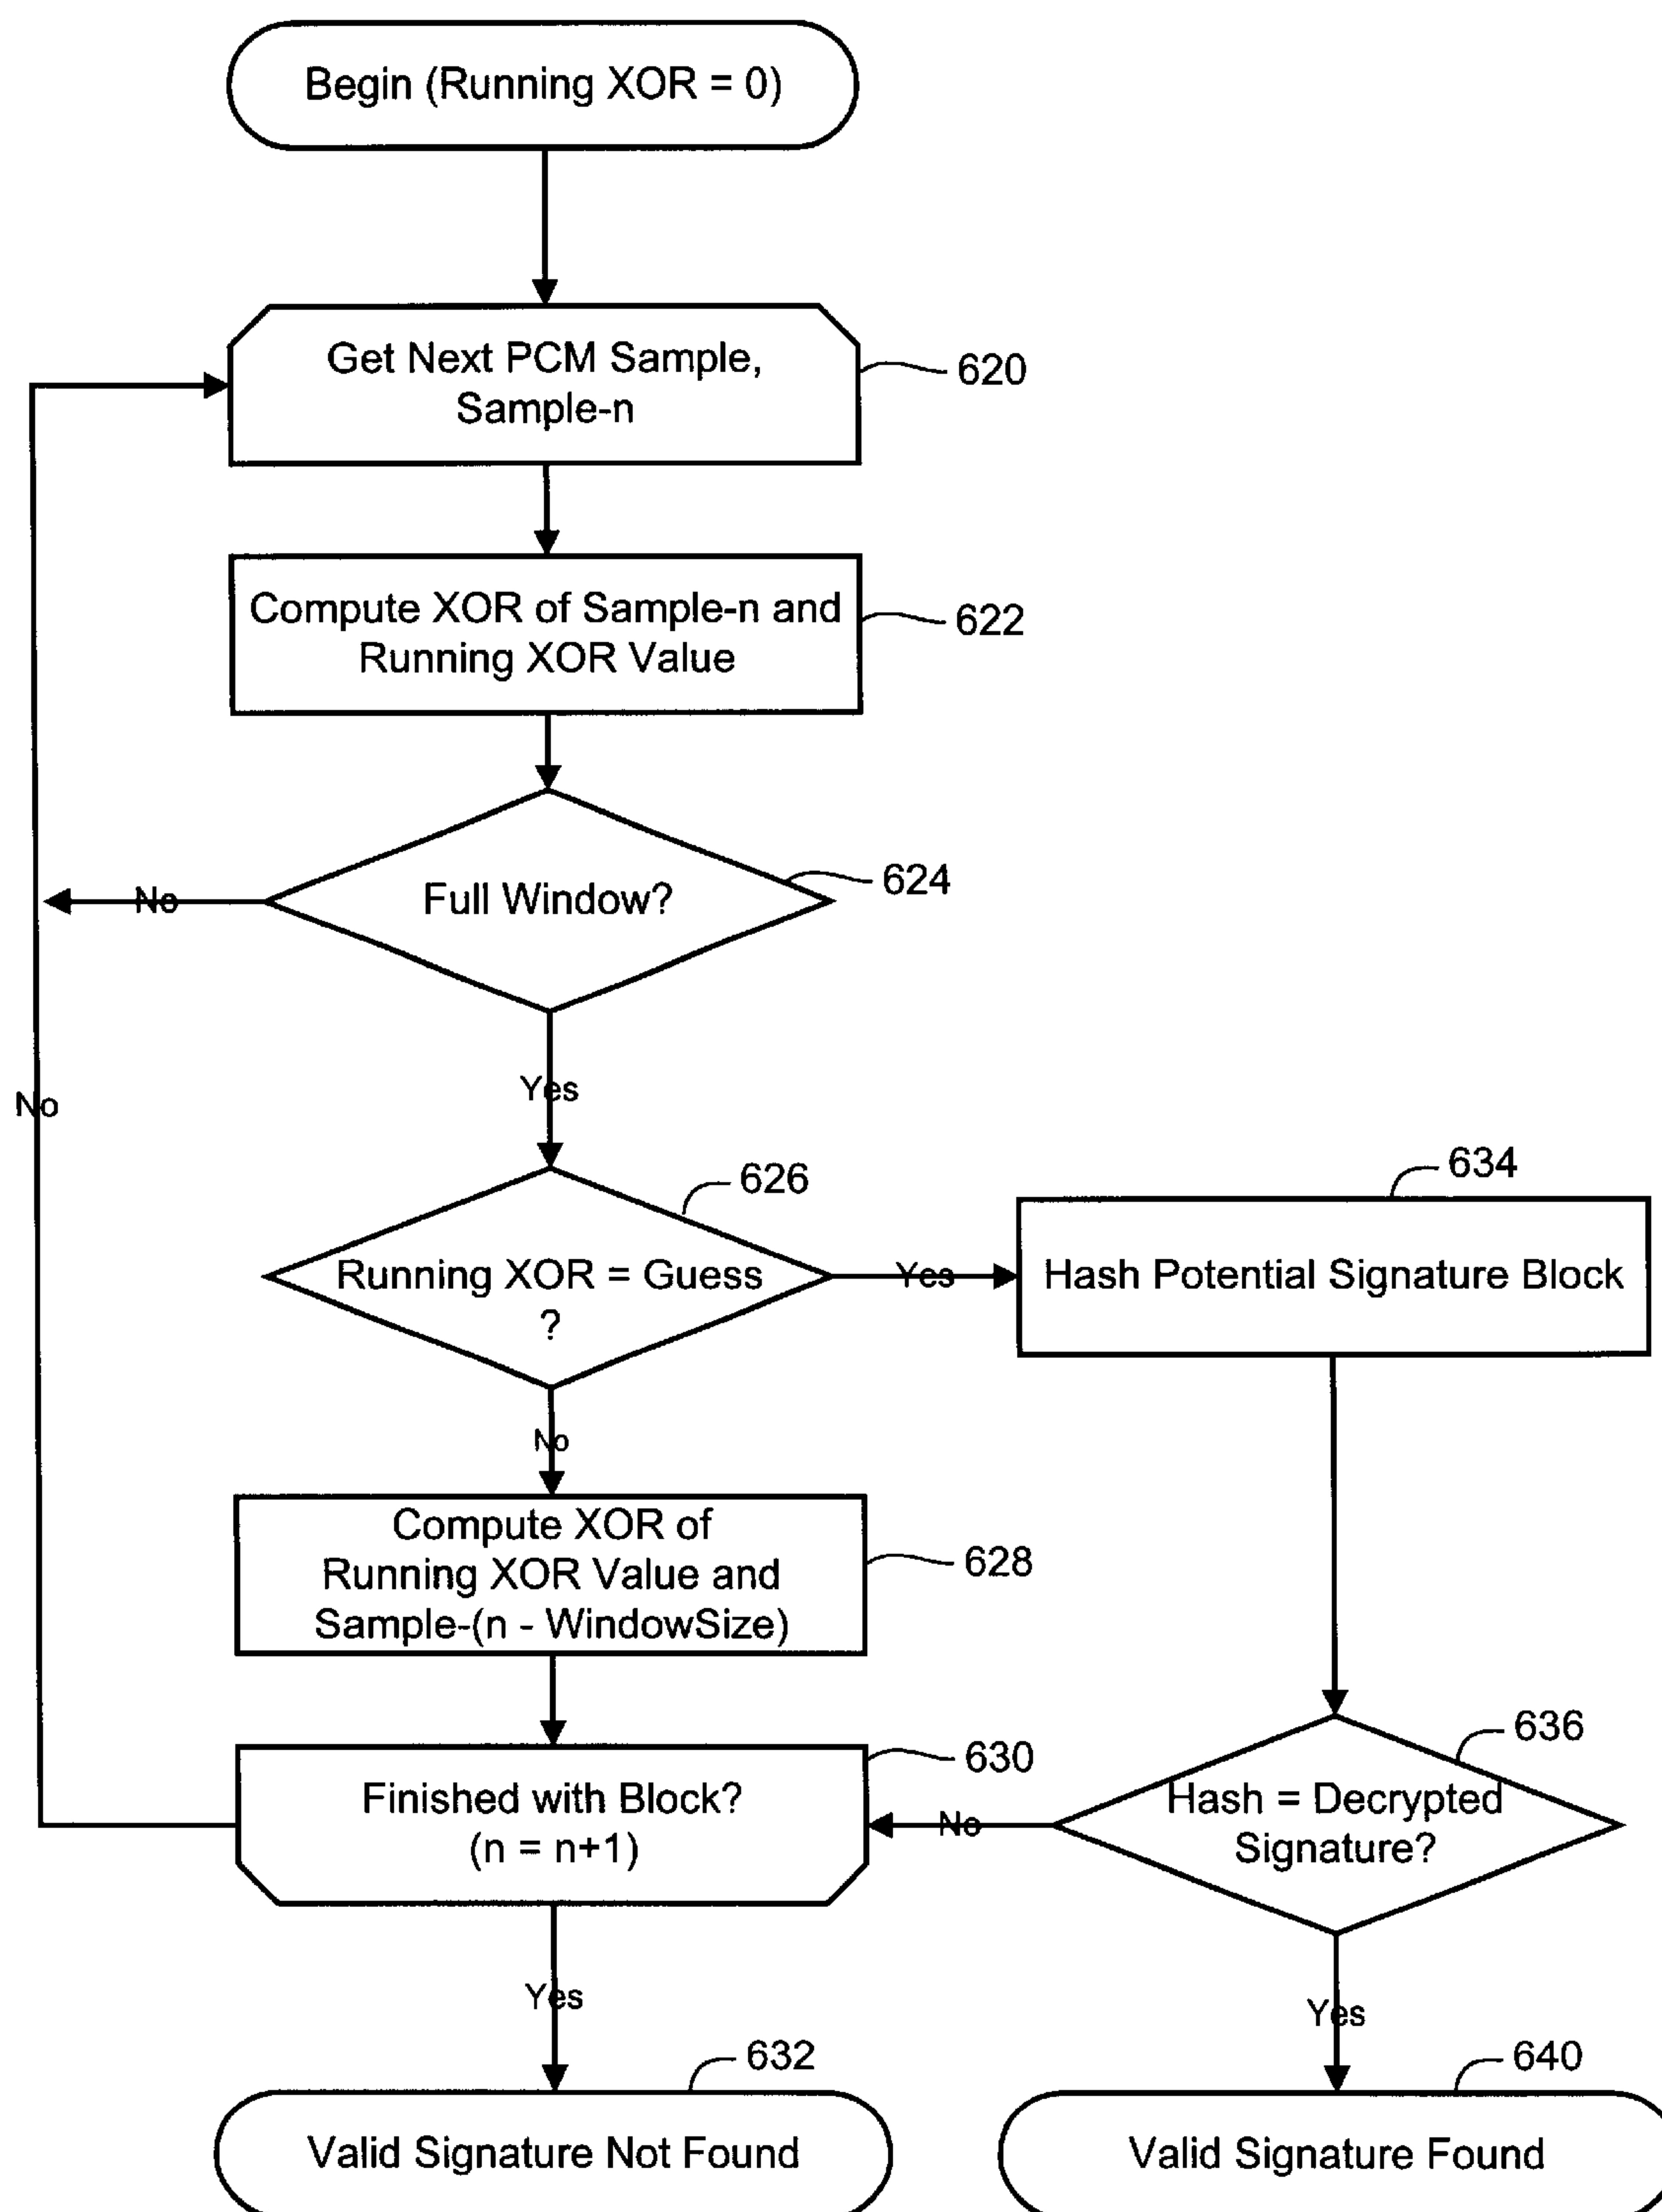 Begin (Running XOR = 0)
Get Next PCM Sample,
Sample-n
620
Compute XOR of Sample-n and
Running XOR Value
622
Full Window?
624
No
Yes
No
626
Running XOR = Guess
?
Yes
634
Hash Potential Signature Block
No
Compute XOR of
Running XOR Value and
Sample-(n - WindowSize)
628
630
Finished with Block?
(n = n+1)
No
636
Hash = Decrypted
Signature?
Yes
Yes
632
640
Valid Signature Not Found
Valid Signature Found